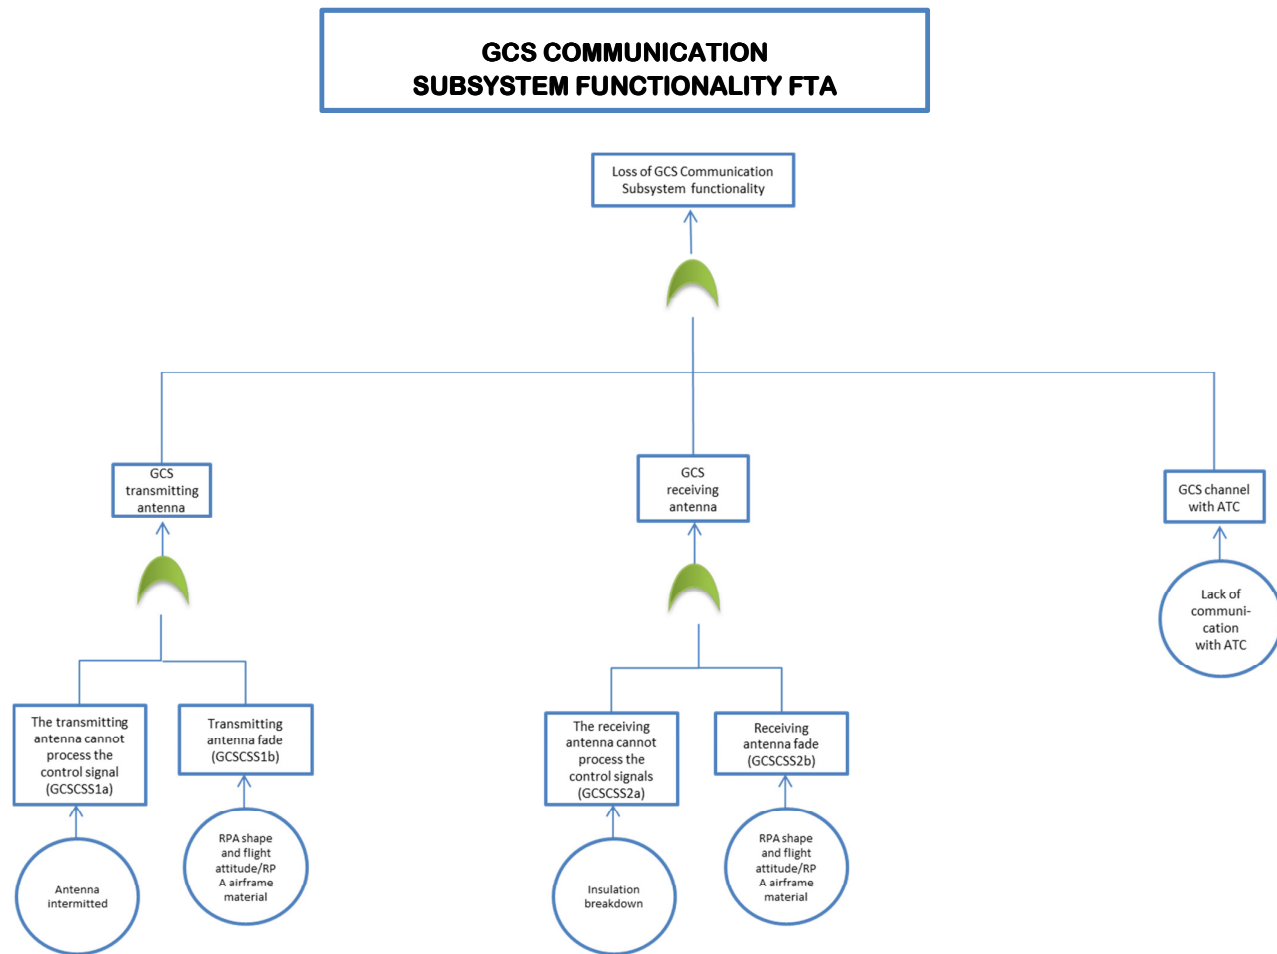 GCS COMMUNICATION
SUBSYSTEM FUNCTIONALITY FTA
Loss of GCS Communication
Subsystem functionality
GCS
transmitting
antenna
GCS
receiving
antenna
GCS channel
with ATC
Lack of
communi-
cation
with ATC
The transmitting
antenna cannot
process the
control signal
(GCSCSS1a)
Transmitting
antenna fade
(GCSCSS1b)
The receiving
antenna cannot
process the
control signals
(GCSCSS2a)
Receiving
antenna fade
(GCSCSS2b)
Antenna
intermitted
RPA shape
and flight
attitude/RP
A airframe
material
Insulation
breakdown
RPA shape
and flight
attitude/RP
A airframe
material